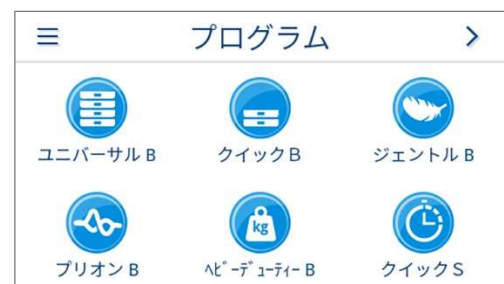 プログラム
ユニバーサル B
クイック B
ジェントル B
kg
プリオン B
ﾍﾋﾞｰﾃﾞｭｰﾃｨｰ B
クイック S